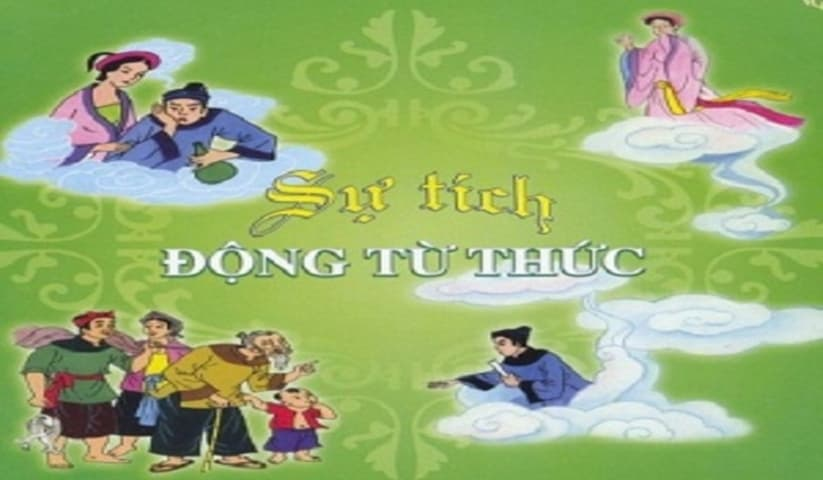 Sự tích
ĐỘNG TỪ THỨC